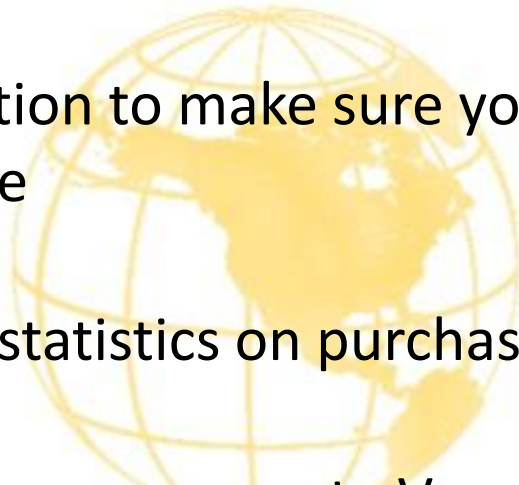 tion to make sure yo
e
statistics on purchas